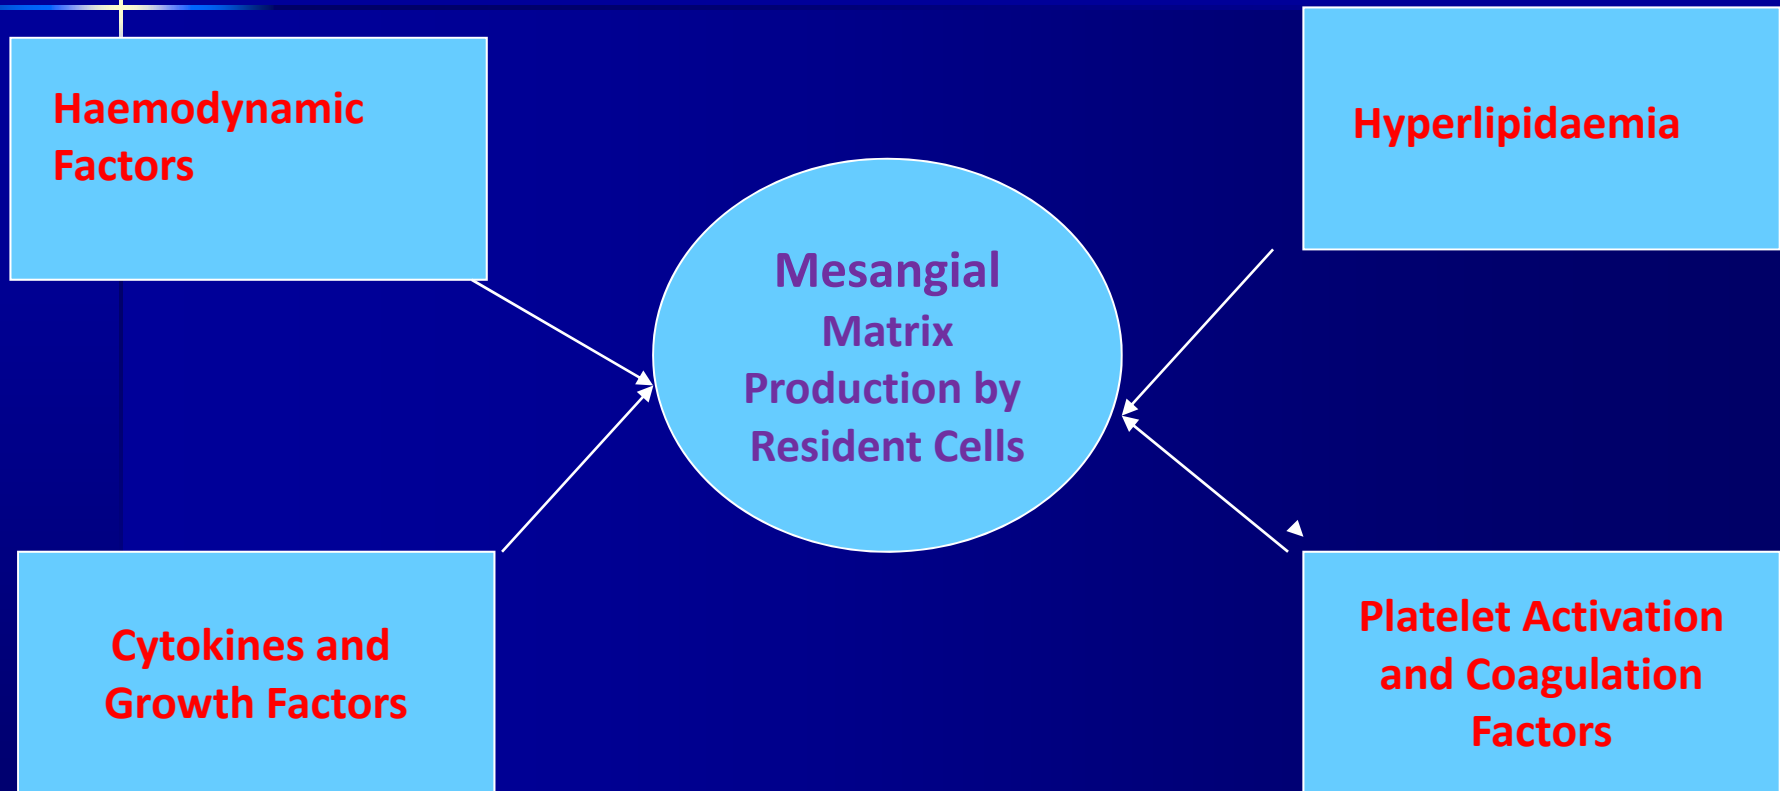 Haemodynamic
Factors
Hyperlipidaemia
Mesangial
Matrix
Production by
Resident Cells
Cytokines and
Growth Factors
Platelet Activation
and Coagulation
Factors